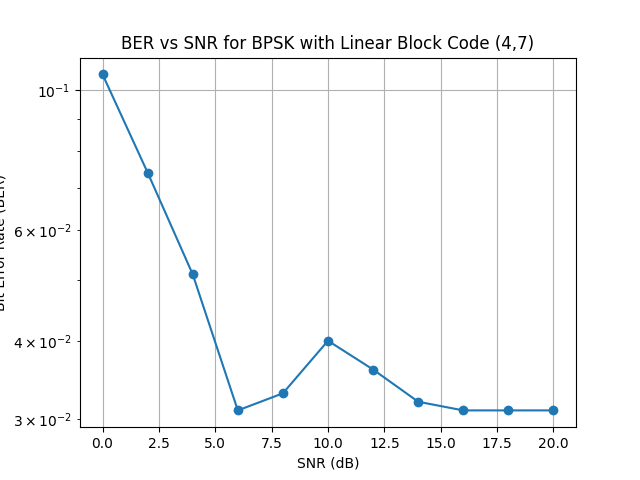 BER vs SNR for BPSK with Linear Block Code (4,7)
Bit Error Rate (BER)
10⁻¹
6 × 10⁻²
4 × 10⁻²
3 × 10⁻²
0.0 2.5 5.0 7.5 10.0 12.5 15.0 17.5 20.0
SNR (dB)